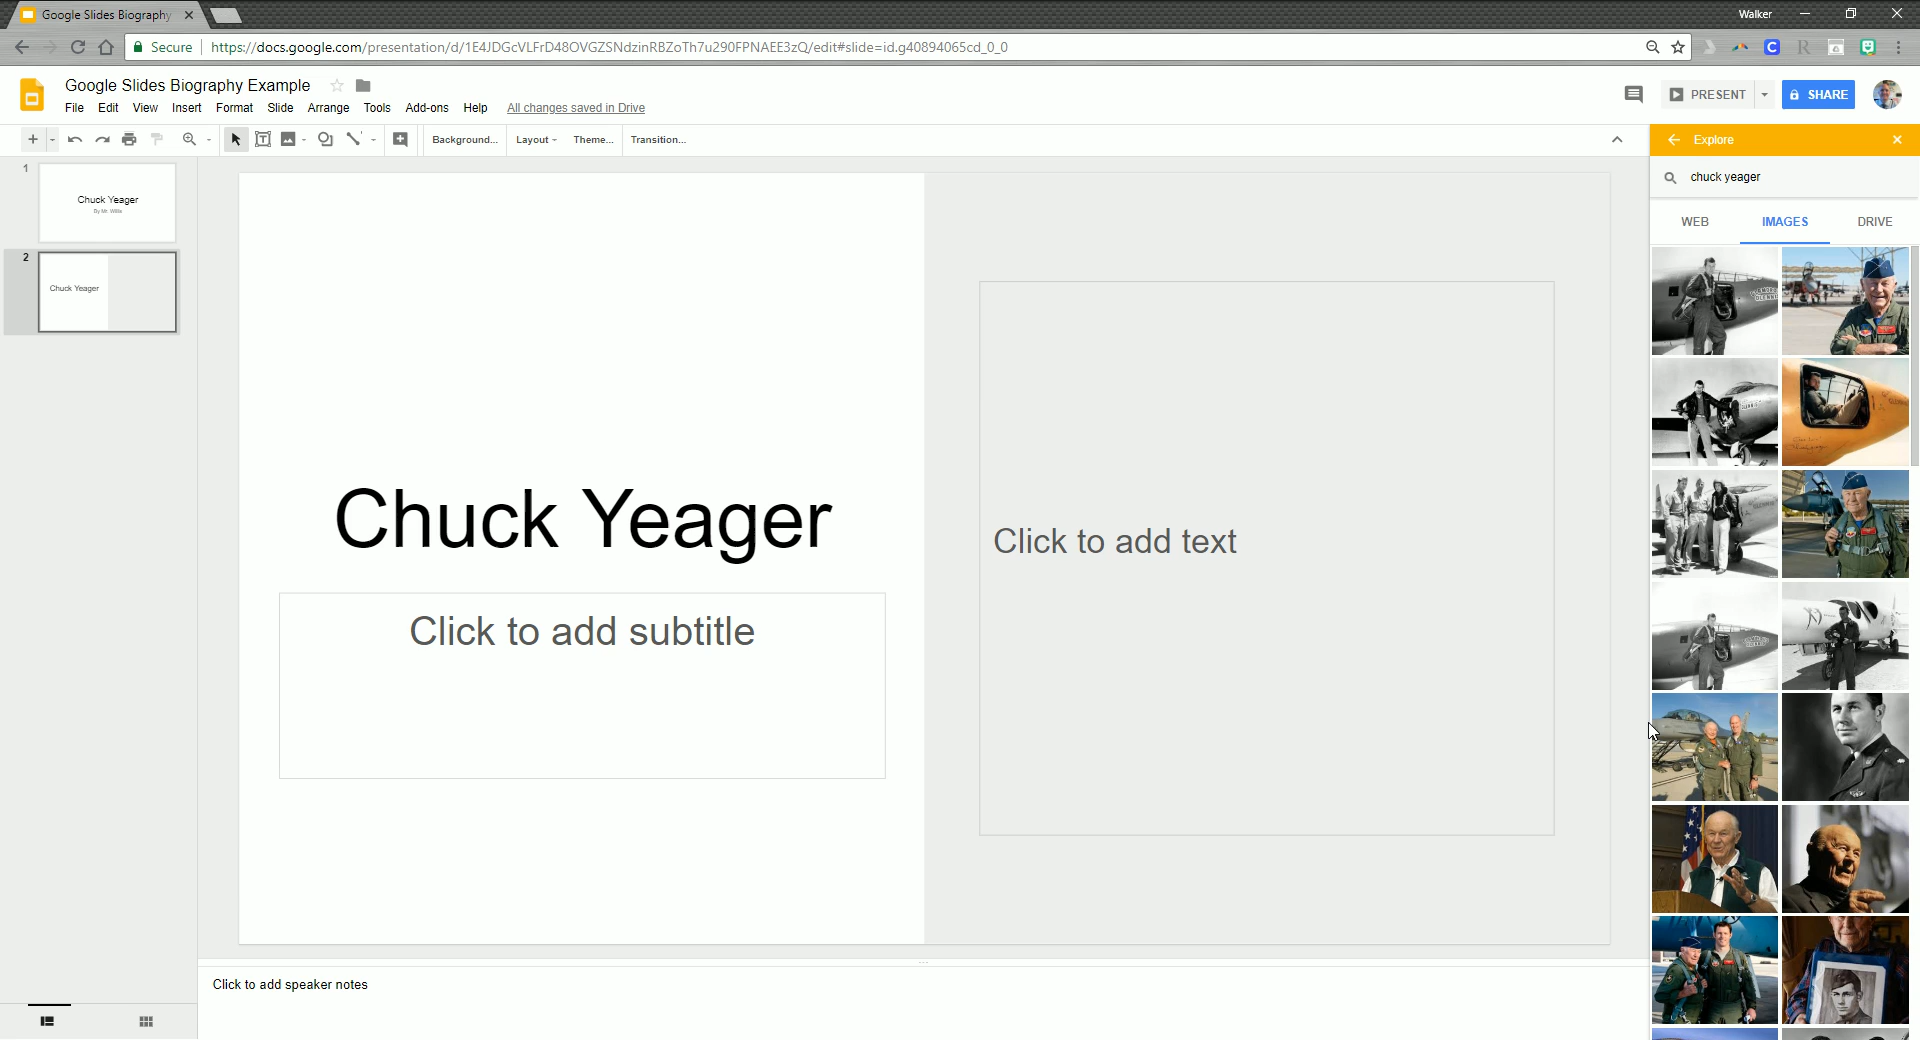 Google Slides Biography
Walker
Secure
https://docs.google.com/presentation/d/1E4JDGcVLFrD48OVGZSNdzinRBZoTh7u290FPNAEE3zQ/edit#slide=id.g40894065cd_0_0
Google Slides Biography Example
File Edit View Insert Format Slide Arrange Tools Add-ons Help All changes saved in Drive
PRESENT
SHARE
Background... Layout Theme... Transition...
Explore
chuck yeager
WEB IMAGES DRIVE
1
Chuck Yeager
By Mr. Willis
2
Chuck Yeager
Chuck Yeager
Click to add subtitle
Click to add text
Click to add speaker notes